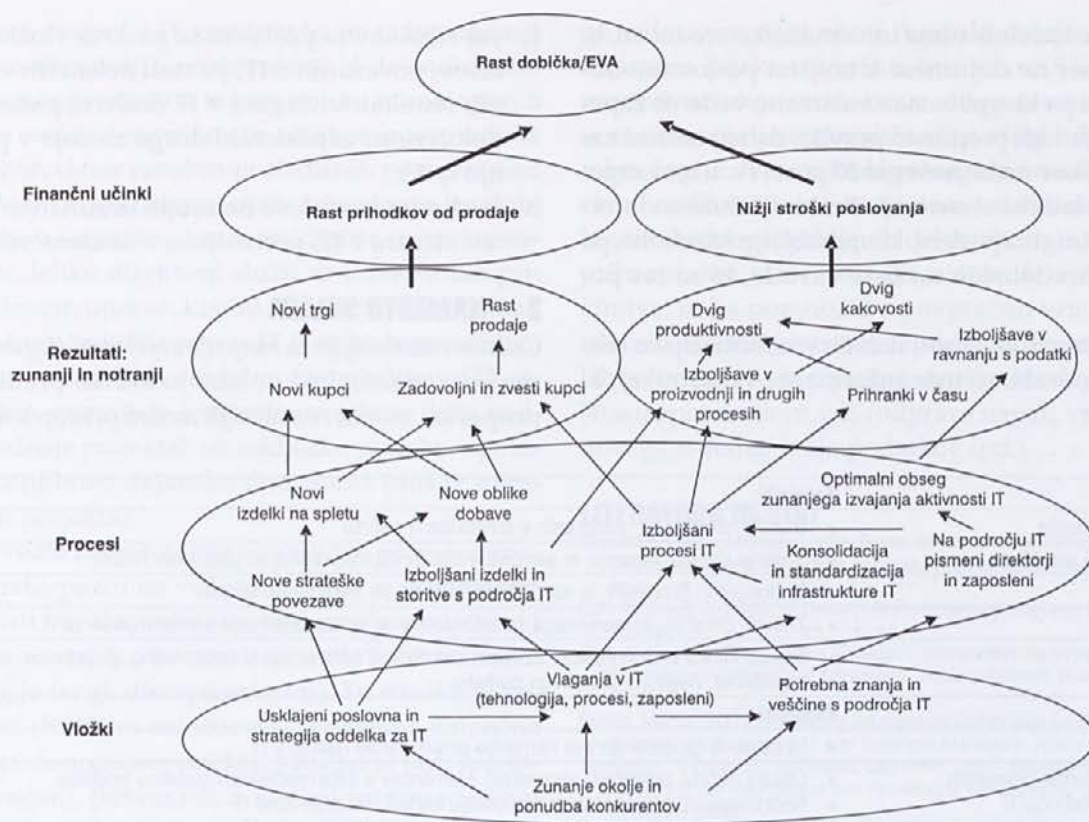 Rast dobička/EVA
Finančni učinki
Rast prihodkov od prodaje
Nižji stroški poslovanja
Rezultati:
zunanji in notranji
Novi trgi
Rast
prodaje
Novi kupci
Zadovoljni in zvesti kupci
Dvig
produktivnosti
Dvig
kakovosti
Izboljšave v
ravnanju s podatki
Izboljšave v
proizvodnji in drugih
procesih
Prihranki v času
Procesi
Novi
izdelki na spletu
Nove oblike
dobave
Nove strateške
povezave
Izboljšani izdelki in
storitve s področja IT
Izboljšani
procesi IT
Optimalni obseg
zunanjega izvajanja aktivnosti IT
Konsolidacija
in standardizacija
infrastrukture IT
Na področju IT
pismeni direktorji
in zaposleni
Vložki
Usklajeni poslovna in
strategija oddelka za IT
Vlaganja v IT
(tehnologija, procesi, zaposleni)
Potrebna znanja in
veščine s področja IT
Zunanje okolje in
ponudba konkurentov